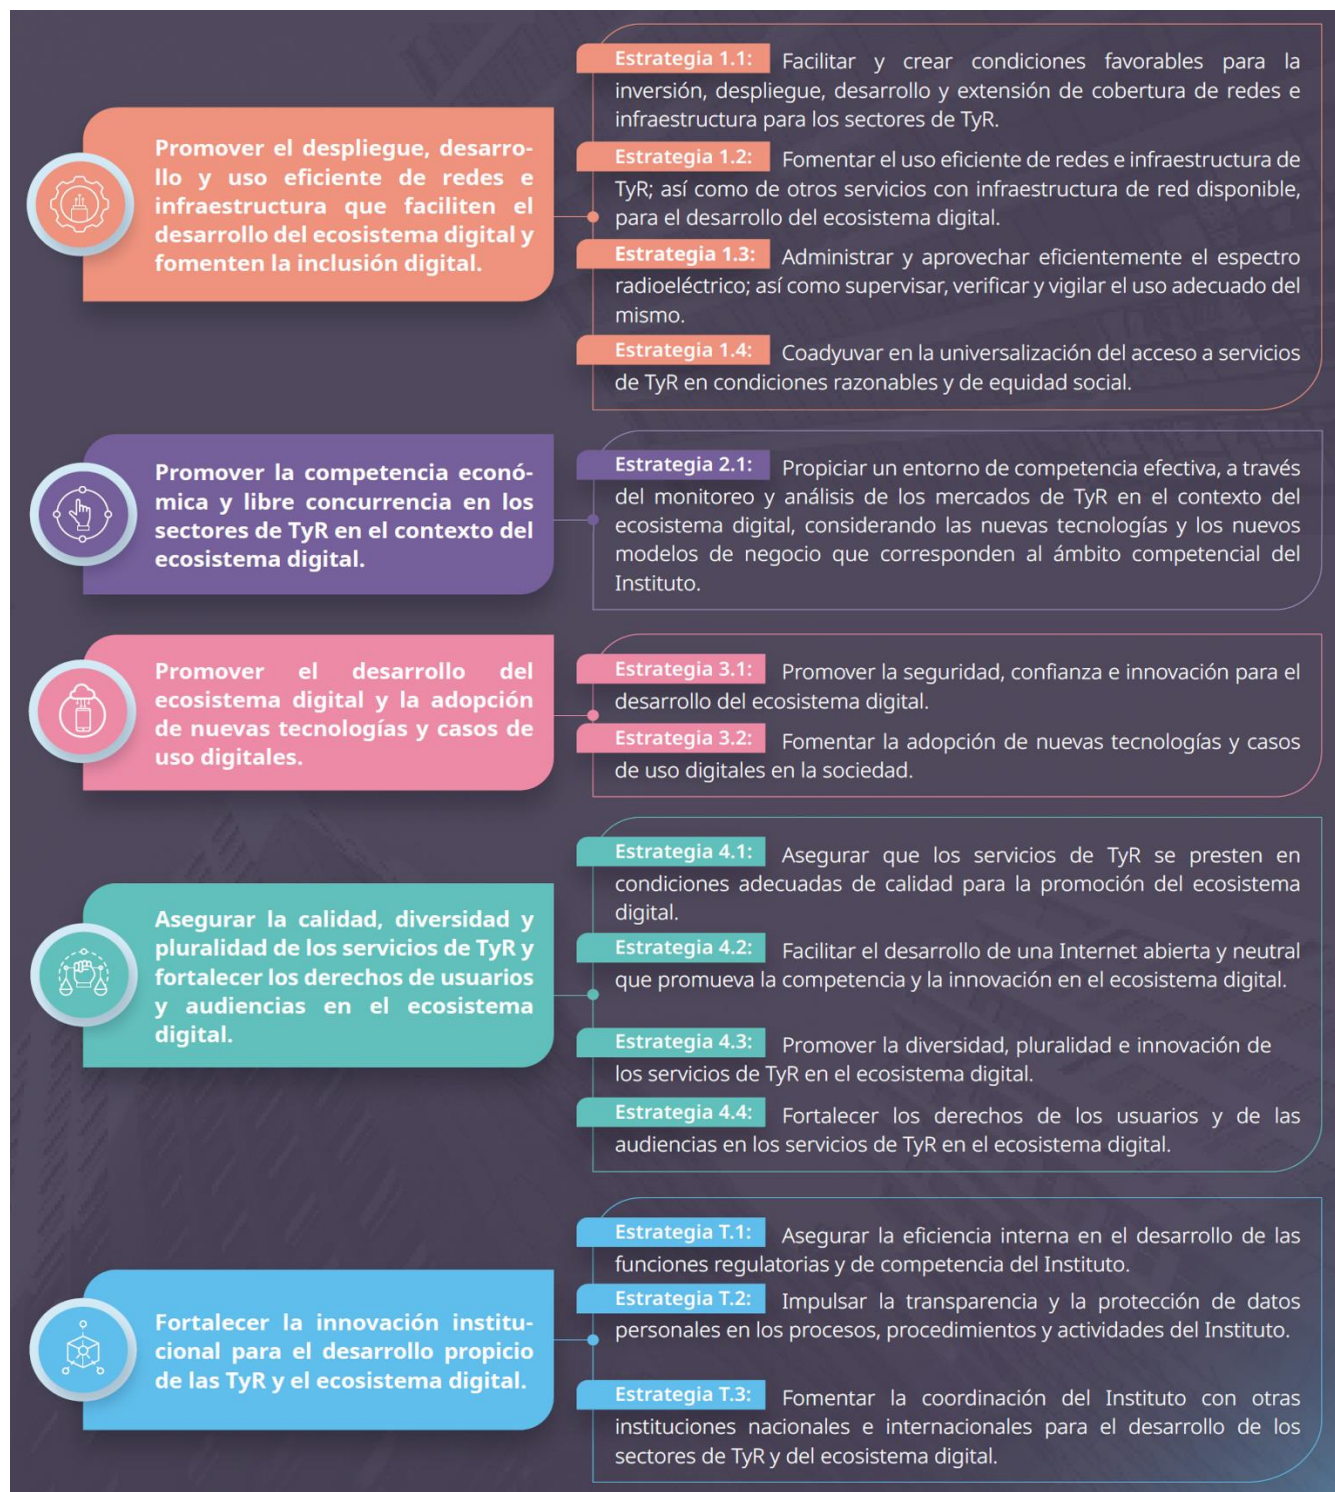 Promover el despliegue, desarro-
llo y uso eficiente de redes e
infraestructura que faciliten el
desarrollo del ecosistema digital y
fomenten la inclusión digital.
Estrategia 1.1: Facilitar y crear condiciones favorables para la
inversión, despliegue, desarrollo y extensión de cobertura de redes e
infraestructura para los sectores de TyR.
Estrategia 1.2: Fomentar el uso eficiente de redes e infraestructura de
TyR; así como de otros servicios con infraestructura de red disponible,
para el desarrollo del ecosistema digital.
Estrategia 1.3: Administrar y aprovechar eficientemente el espectro
radioeléctrico; así como supervisar, verificar y vigilar el uso adecuado del
mismo.
Estrategia 1.4: Coadyuvar en la universalización del acceso a servicios
de TyR en condiciones razonables y de equidad social.
Promover la competencia econó-
mica y libre concurrencia en los
sectores de TyR en el contexto del
ecosistema digital.
Estrategia 2.1: Propiciar un entorno de competencia efectiva, a través
del monitoreo y análisis de los mercados de TyR en el contexto del
ecosistema digital, considerando las nuevas tecnologías y los nuevos
modelos de negocio que corresponden al ámbito competencial del
Instituto.
Promover el desarrollo del
ecosistema digital y la adopción
de nuevas tecnologías y casos de
uso digitales.
Estrategia 3.1: Promover la seguridad, confianza e innovación para el
desarrollo del ecosistema digital.
Estrategia 3.2: Fomentar la adopción de nuevas tecnologías y casos
de uso digitales en la sociedad.
Asegurar la calidad, diversidad y
pluralidad de los servicios de TyR y
fortalecer los derechos de usuarios
y audiencias en el ecosistema
digital.
Estrategia 4.1: Asegurar que los servicios de TyR se presten en
condiciones adecuadas de calidad para la promoción del ecosistema
digital.
Estrategia 4.2: Facilitar el desarrollo de una Internet abierta y neutral
que promueva la competencia y la innovación en el ecosistema digital.
Estrategia 4.3: Promover la diversidad, pluralidad e innovación de
los servicios de TyR en el ecosistema digital.
Estrategia 4.4: Fortalecer los derechos de los usuarios y de las
audiencias en los servicios de TyR en el ecosistema digital.
Fortalecer la innovación institu-
cional para el desarrollo propicio
de las TyR y el ecosistema digital.
Estrategia T.1: Asegurar la eficiencia interna en el desarrollo de las
funciones regulatorias y de competencia del Instituto.
Estrategia T.2: Impulsar la transparencia y la protección de datos
personales en los procesos, procedimientos y actividades del Instituto.
Estrategia T.3: Fomentar la coordinación del Instituto con otras
instituciones nacionales e internacionales para el desarrollo de los
sectores de TyR y del ecosistema digital.